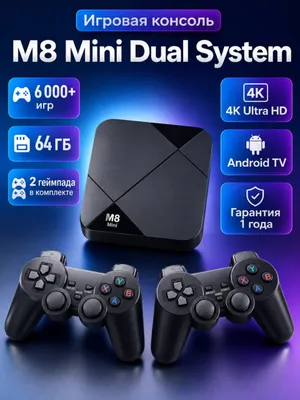 Игровая консоль
M8 Mini Dual System
6 000+
игр
64 ГБ
2 геймпада
в комплекте
4K
4K Ultra HD
Android TV
Гарантия
1 года
M8
Mini